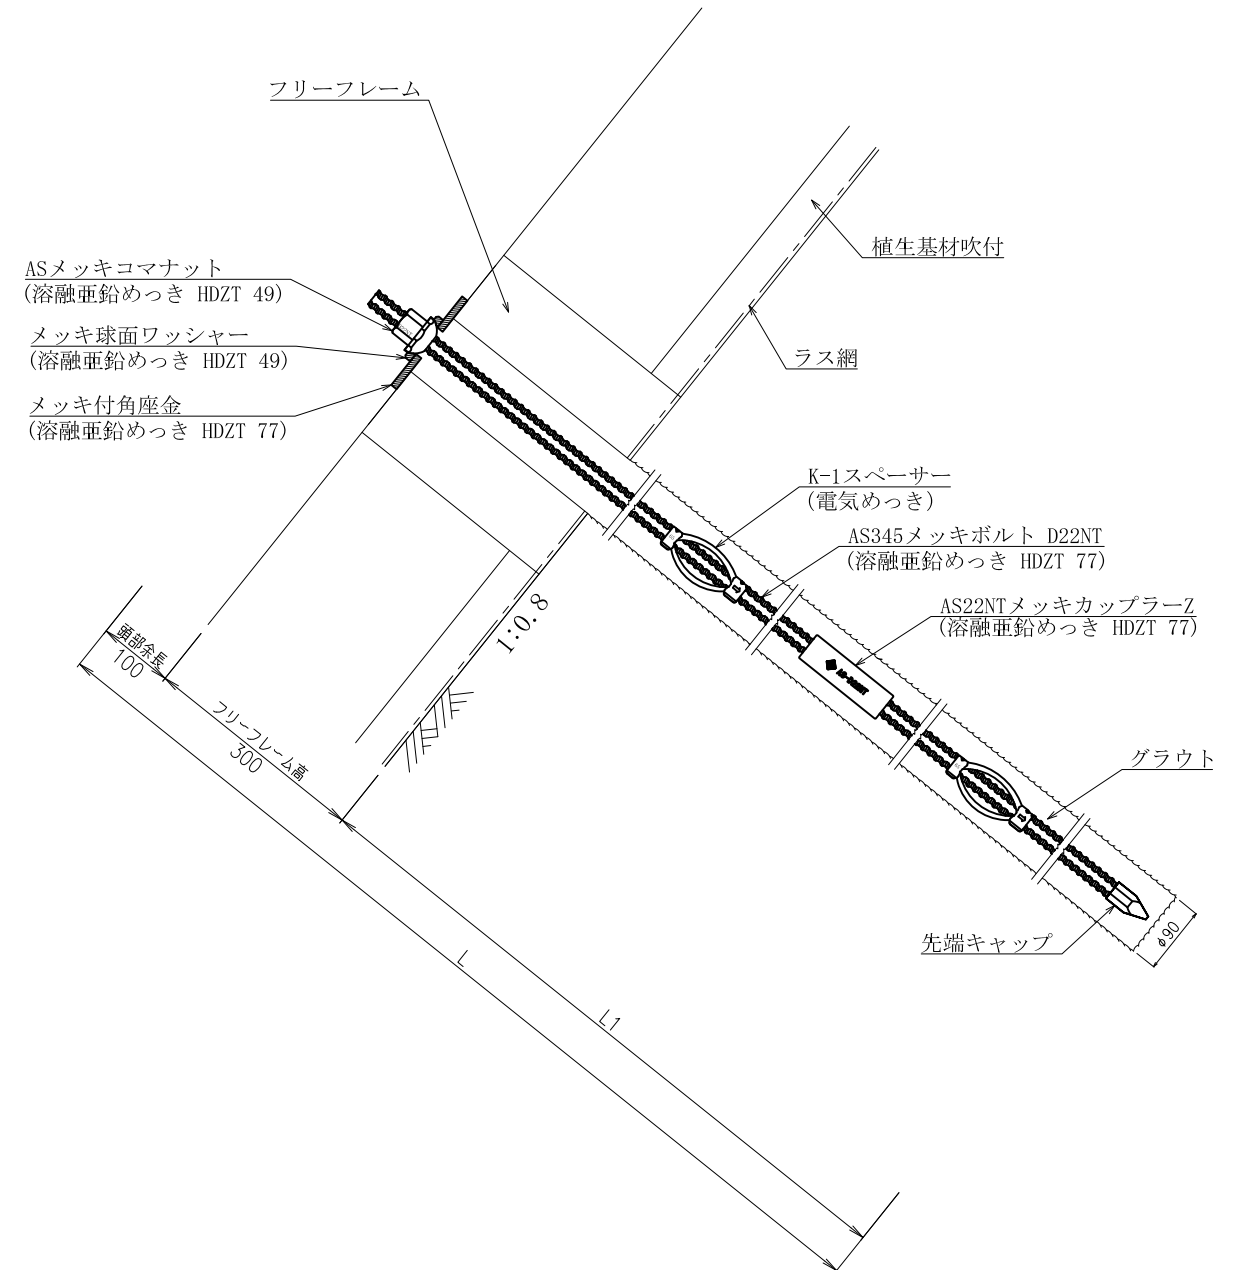 フリーフレーム
植生基材吹付
ASメッキコマナット
(溶融亜鉛めっき HDZT 49)
メッキ球面ワッシャー
(溶融亜鉛めっき HDZT 49)
ラス網
メッキ付角座金
(溶融亜鉛めっき HDZT 77)
K-1スペーサー
(電気めっき)
AS345メッキボルト D22NT
(溶融亜鉛めっき HDZT 77)
AS22NTメッキカップラーZ
(溶融亜鉛めっき HDZT 77)
1:0.8
頭部余長
100
フリーフレーム高
300
グラウト
先端キャップ
φ90
L
L1